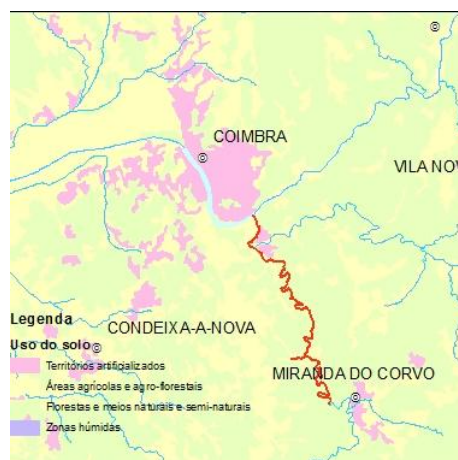 COIMBRA
VILA NOV
Legenda
CONDEIXA-A-NOVA
Uso do solo
Territórios artificializados
MIRANDA DO CORVO
Áreas agrícolas e agro-florestais
Florestas e meios naturais e semi-naturais
Zonas húmidas